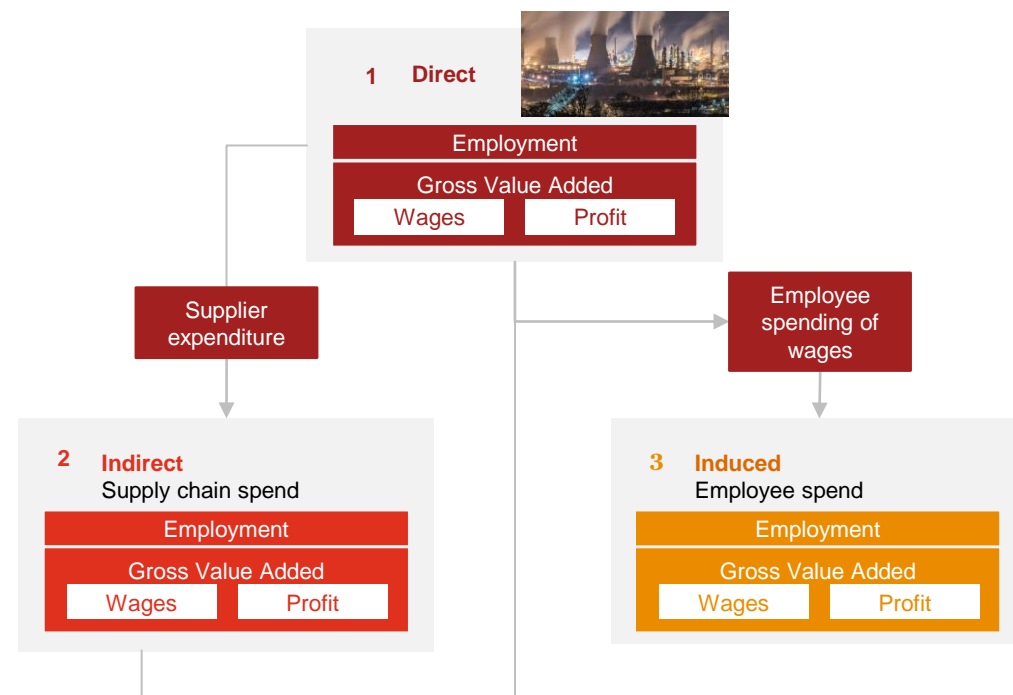 1 Direct
Employment
Gross Value Added
Wages Profit
Supplier
expenditure
Employee
spending of
wages
2 Indirect
Supply chain spend
Employment
Gross Value Added
Wages Profit
3 Induced
Employee spend
Employment
Gross Value Added
Wages Profit